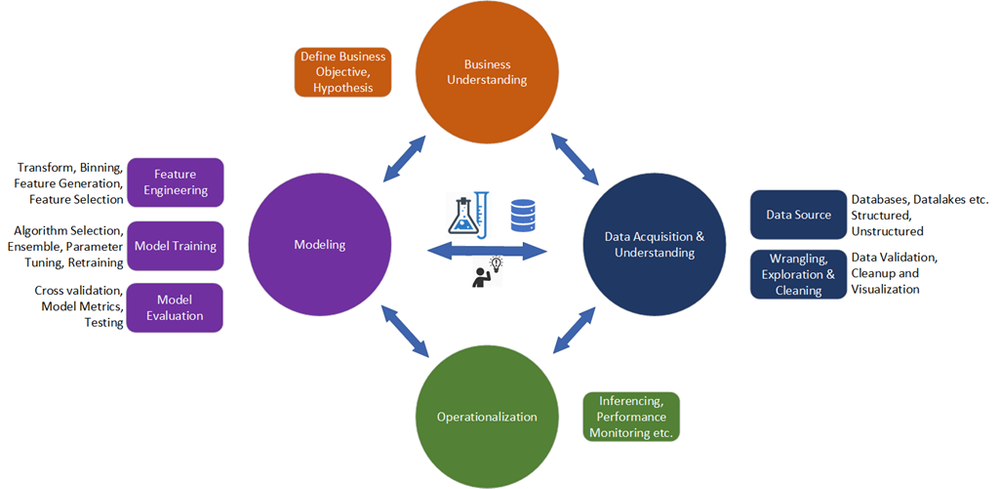 Define Business
Objective,
Hypothesis
Business
Understanding
Transform, Binning,
Feature Generation,
Feature Selection
Feature
Engineering
Algorithm Selection,
Ensemble, Parameter
Tuning, Retraining
Model Training
Cross validation,
Model Metrics,
Testing
Model
Evaluation
Modeling
Data Acquisition &
Understanding
Data Source
Databases, Datalakes etc.
Structured,
Unstructured
Wrangling,
Exploration &
Cleaning
Data Validation,
Cleanup and
Visualization
Operationalization
Inferencing,
Performance
Monitoring etc.